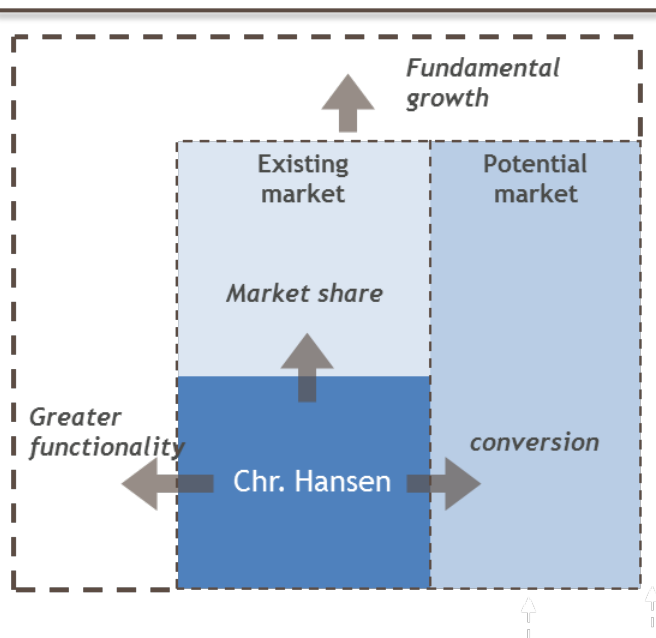 Fundamental
growth
Existing
market
Potential
market
Market share
Greater
functionality
Chr. Hansen
conversion